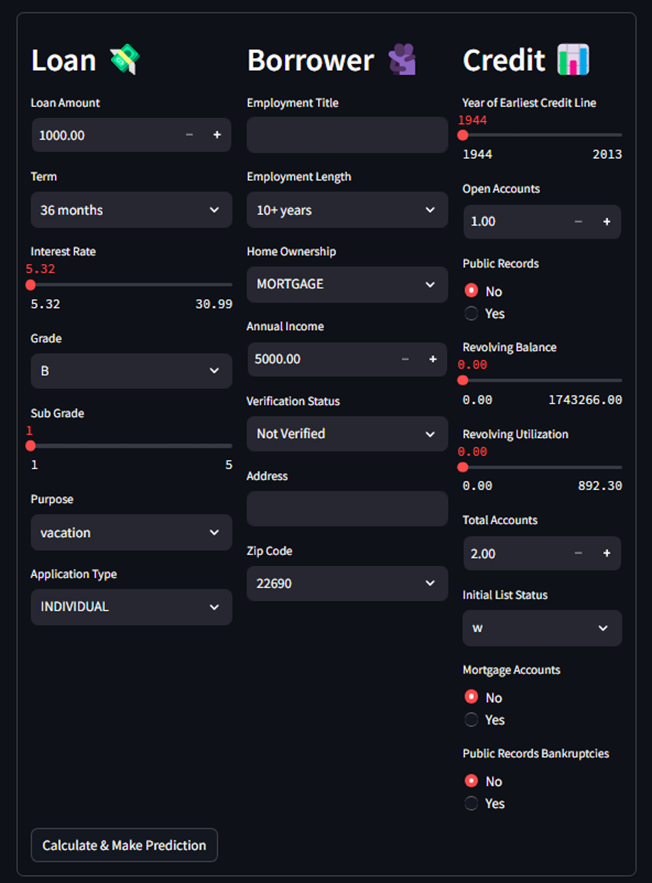 Loan
Loan Amount
1000.00
Term
36 months
Interest Rate
5.32
5.32 30.99
Grade
B
Sub Grade
1
1 5
Purpose
vacation
Application Type
INDIVIDUAL
Borrower
Employment Title
Employment Length
10+ years
Home Ownership
MORTGAGE
Annual Income
5000.00
Verification Status
Not Verified
Address
Zip Code
22690
Credit
Year of Earliest Credit Line
1944
1944 2013
Open Accounts
1.00
Public Records
No
Yes
Revolving Balance
0.00
0.00 1743266.00
Revolving Utilization
0.00
0.00 892.30
Total Accounts
2.00
Initial List Status
w
Mortgage Accounts
No
Yes
Public Records Bankruptcies
No
Yes
Calculate & Make Prediction